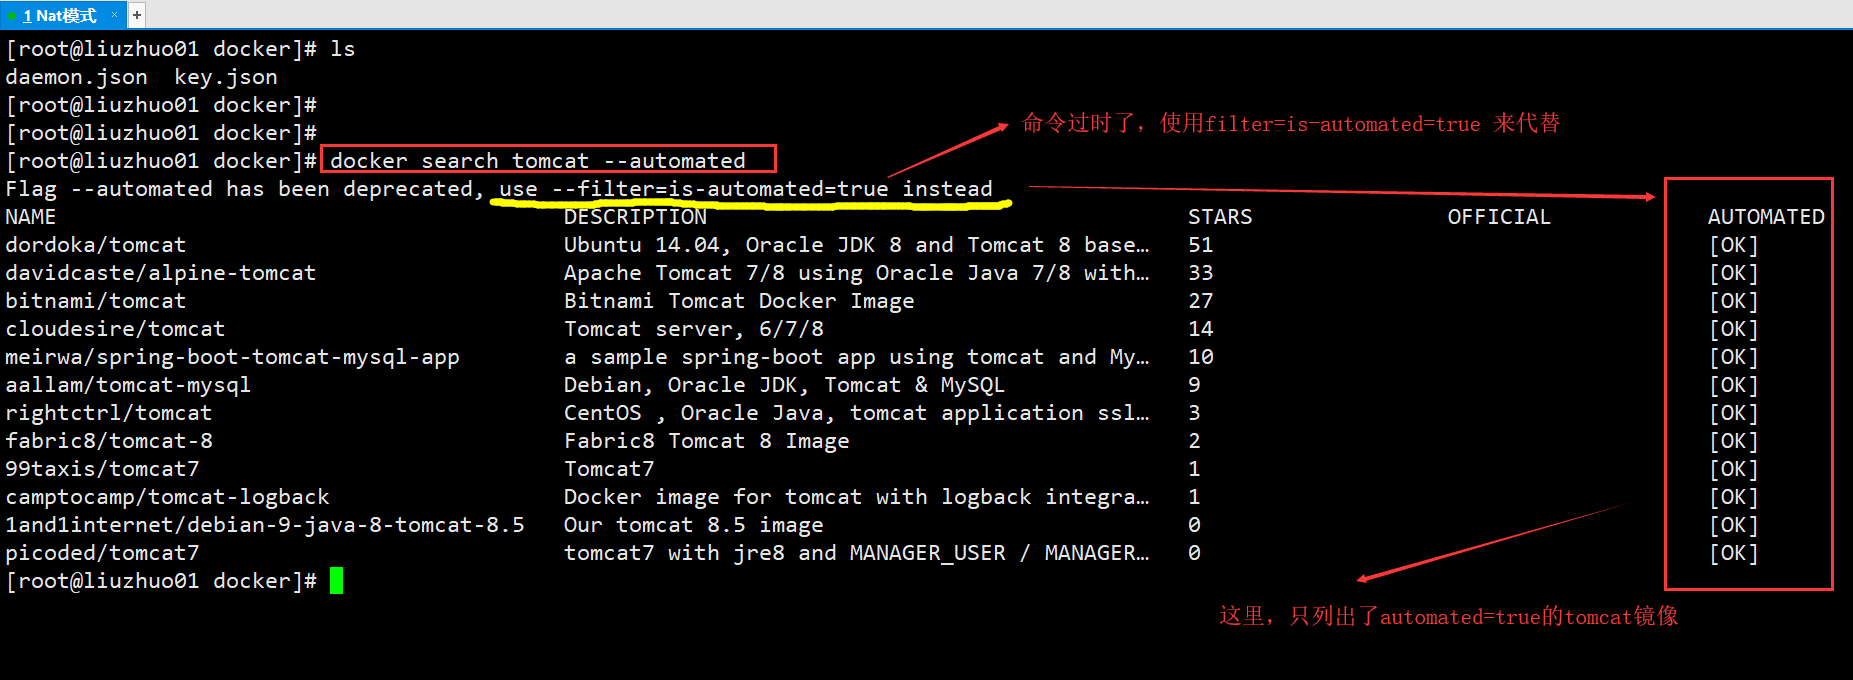 1 Nat模式 × +
[root@liuzhuo01 docker]# ls
daemon.json  key.json
[root@liuzhuo01 docker]#
[root@liuzhuo01 docker]#
命令过时了，使用filter=is-automated=true 来代替
[root@liuzhuo01 docker]# docker search tomcat --automated
Flag --automated has been deprecated, use --filter=is-automated=true instead
NAME DESCRIPTION STARS OFFICIAL AUTOMATED
dordoka/tomcat Ubuntu 14.04, Oracle JDK 8 and Tomcat 8 base… 51 [OK]
davidcaste/alpine-tomcat Apache Tomcat 7/8 using Oracle Java 7/8 with… 33 [OK]
bitnami/tomcat Bitnami Tomcat Docker Image 27 [OK]
cloudesire/tomcat Tomcat server, 6/7/8 14 [OK]
meirwa/spring-boot-tomcat-mysql-app a sample spring-boot app using tomcat and My… 10 [OK]
aallam/tomcat-mysql Debian, Oracle JDK, Tomcat & MySQL 9 [OK]
rightctrl/tomcat CentOS , Oracle Java, tomcat application ssl… 3 [OK]
fabric8/tomcat-8 Fabric8 Tomcat 8 Image 2 [OK]
99taxis/tomcat7 Tomcat7 1 [OK]
camptocamp/tomcat-logback Docker image for tomcat with logback integra… 1 [OK]
1and1internet/debian-9-java-8-tomcat-8.5 Our tomcat 8.5 image 0 [OK]
picoded/tomcat7 tomcat7 with jre8 and MANAGER_USER / MANAGER… 0 [OK]
[root@liuzhuo01 docker]#
这里，只列出了automated=true的tomcat镜像